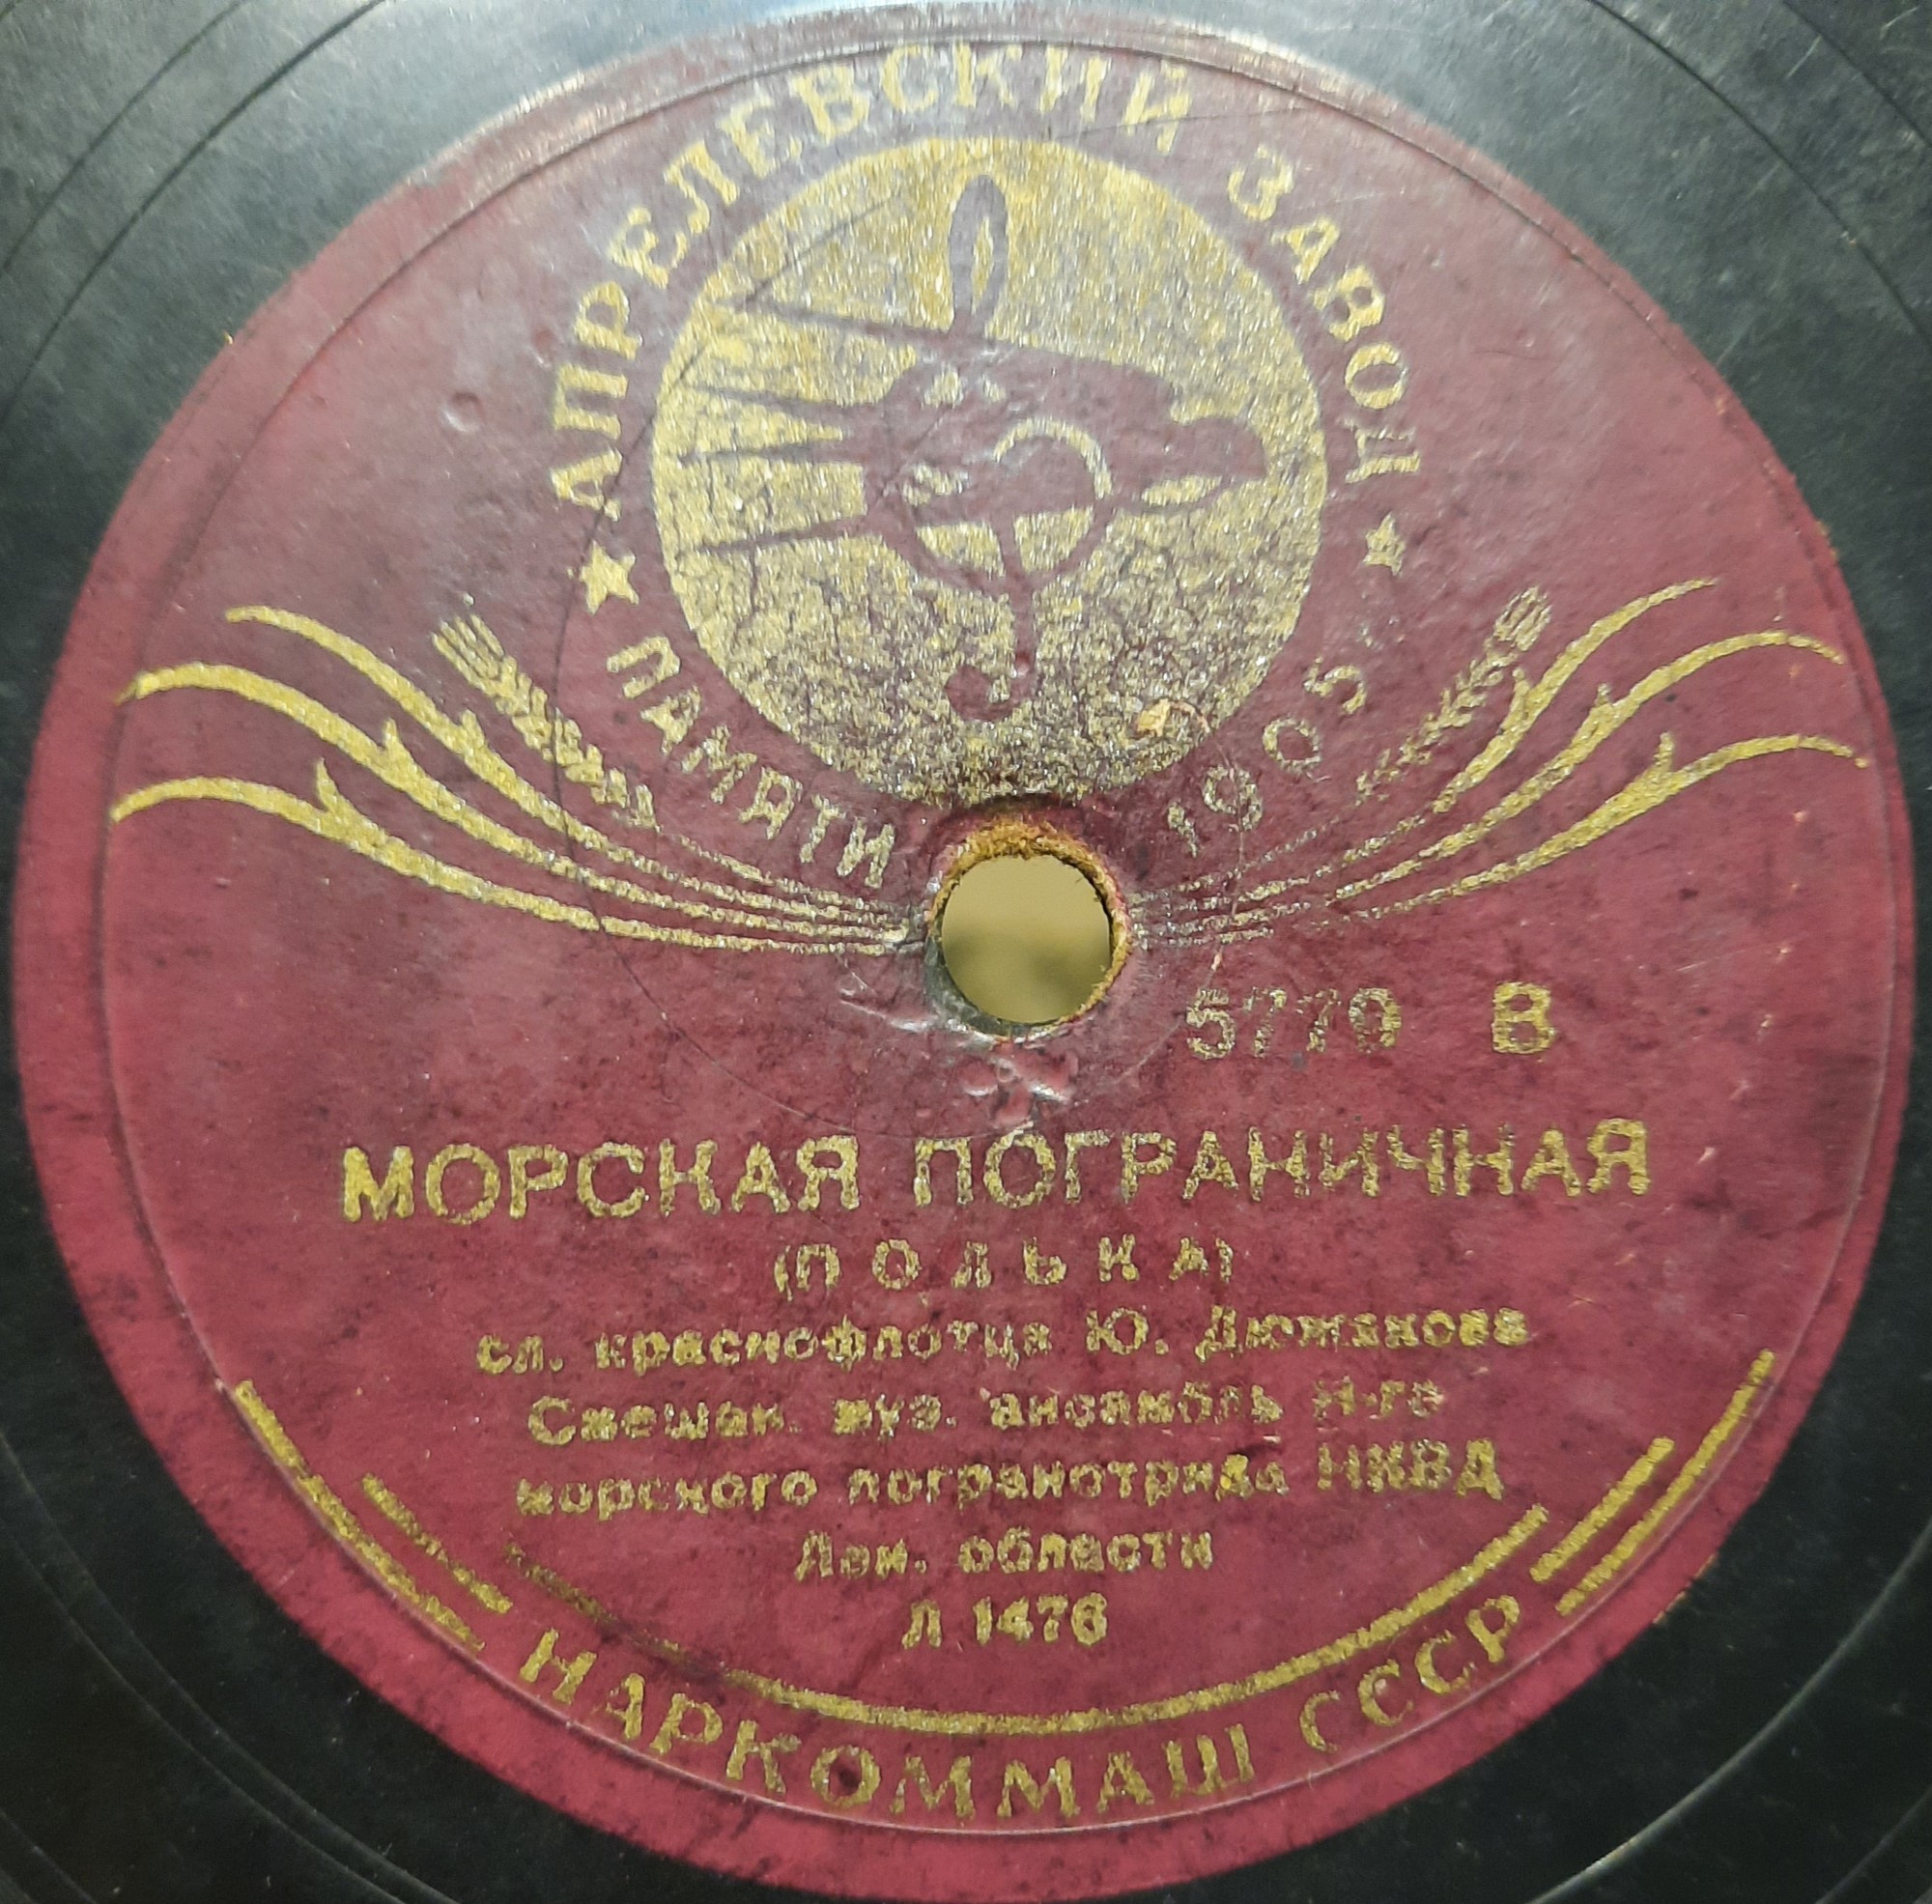 АПРЕЛЕВСКИЙ ЗАВОД
ПАМЯТИ 1905
5770 В
МОРСКАЯ ПОГРАНИЧНАЯ
(ПОЛЬКА)
сл. краснофлотца Ю. Дюжакова
Смешан. муз. ансамбль Н-го
морского погранотряда НКВД
Лен. области
Л 1476
НАРКОММАШ СССР